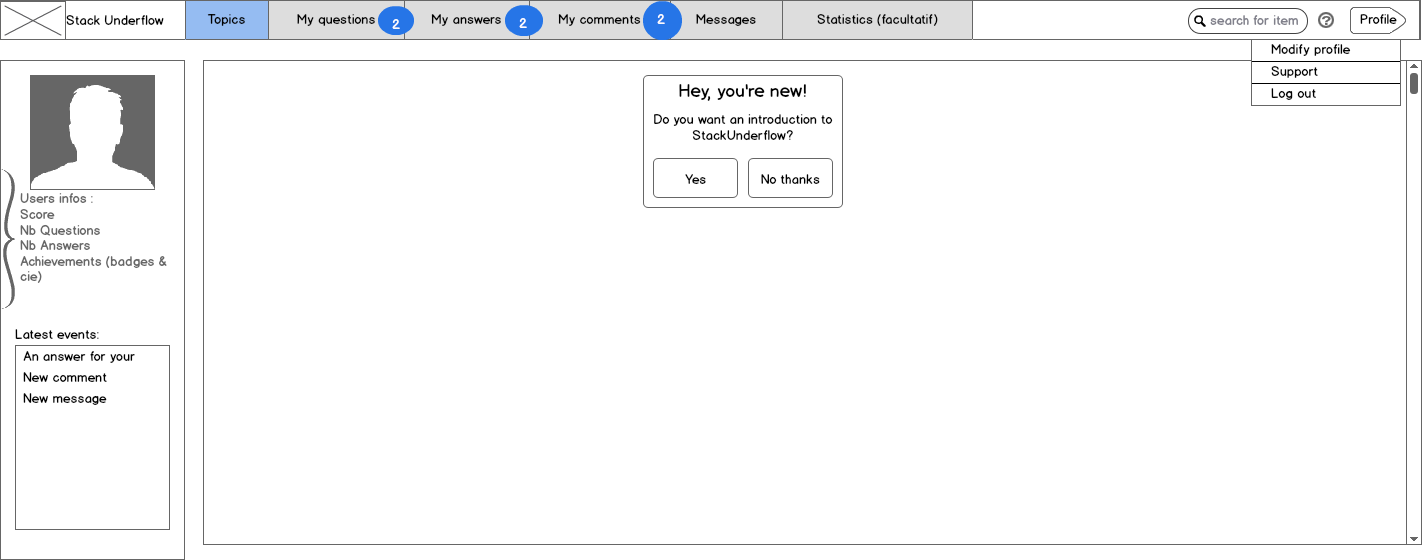 Stack Underflow
Topics
My questions
2
My answers
2
My comments
2
Messages
Statistics (facultatif)
search for item
?
Profile
Modify profile
Support
Log out
Users infos :
Score
Nb Questions
Nb Answers
Achievements (badges &
cie)
Latest events:
An answer for your
New comment
New message
Hey, you're new!
Do you want an introduction to
StackUnderflow?
Yes
No thanks